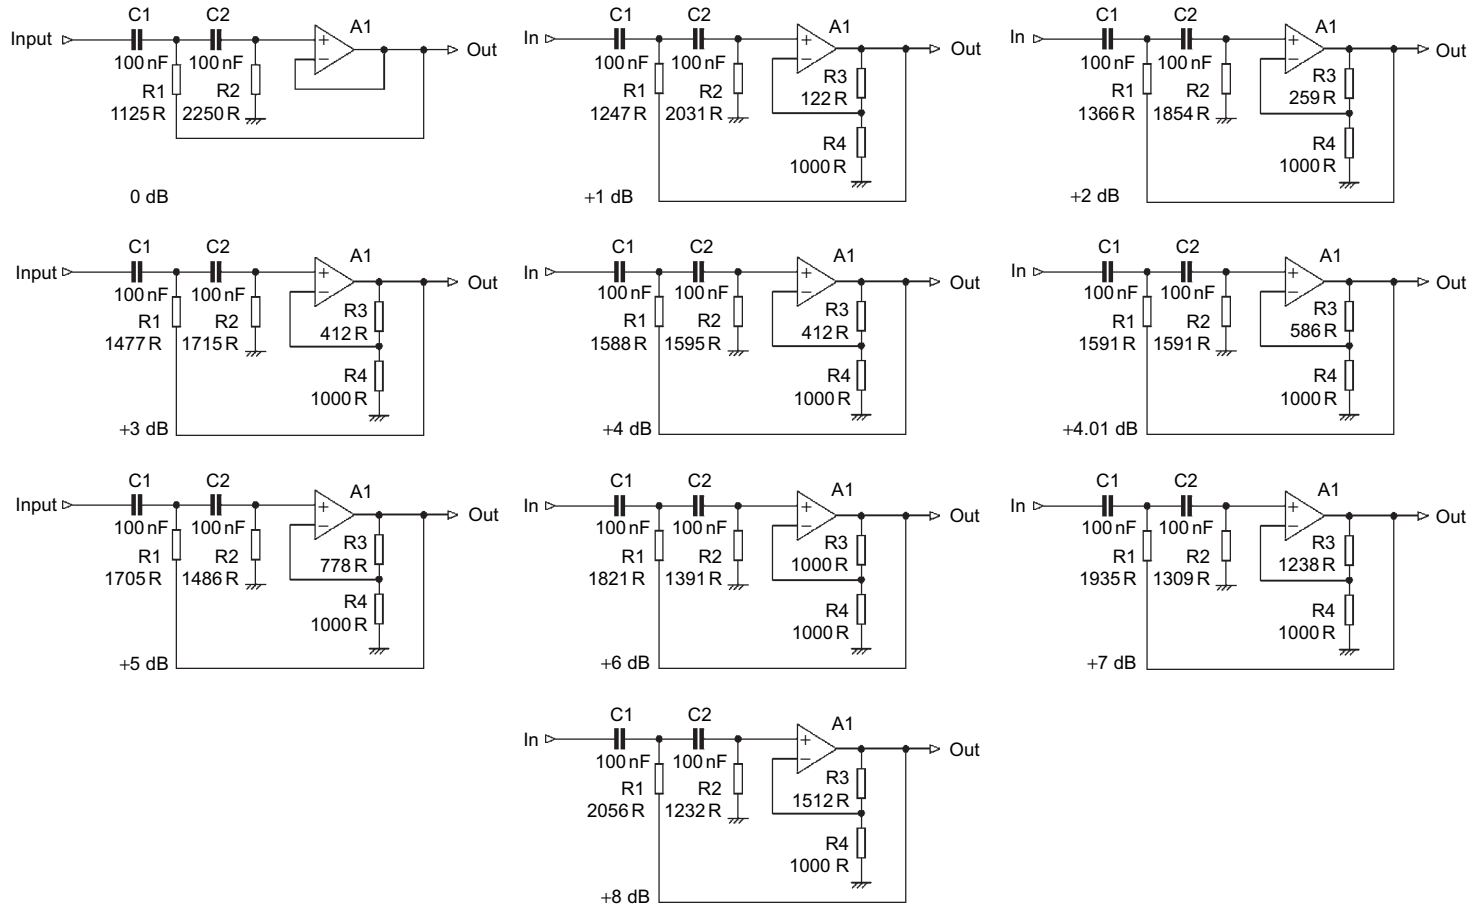 C1 C2 A1
Input Out
100 nF 100 nF
R1 R2
1125 R 2250 R
0 dB
C1 C2 A1
In Out
100 nF 100 nF R3
R1 R2 122 R
1247 R 2031 R
R4
1000 R
+1 dB
C1 C2 A1
In Out
100 nF 100 nF R3
R1 R2 259 R
1366 R 1854 R
R4
1000 R
+2 dB
C1 C2 A1
Input Out
100 nF 100 nF R3
R1 R2 412 R
1477 R 1715 R
R4
1000 R
+3 dB
C1 C2 A1
In Out
100 nF 100 nF R3
R1 R2 412 R
1588 R 1595 R
R4
1000 R
+4 dB
C1 C2 A1
In Out
100 nF 100 nF R3
R1 R2 586 R
1591 R 1591 R
R4
1000 R
+4.01 dB
C1 C2 A1
Input Out
100 nF 100 nF R3
R1 R2 778 R
1705 R 1486 R
R4
1000 R
+5 dB
C1 C2 A1
In Out
100 nF 100 nF R3
R1 R2 1000 R
1821 R 1391 R
R4
1000 R
+6 dB
C1 C2 A1
In Out
100 nF 100 nF R3
R1 R2 1238 R
1935 R 1309 R
R4
1000 R
+7 dB
C1 C2 A1
In Out
100 nF 100 nF R3
R1 R2 1512 R
2056 R 1232 R
R4
1000 R
+8 dB